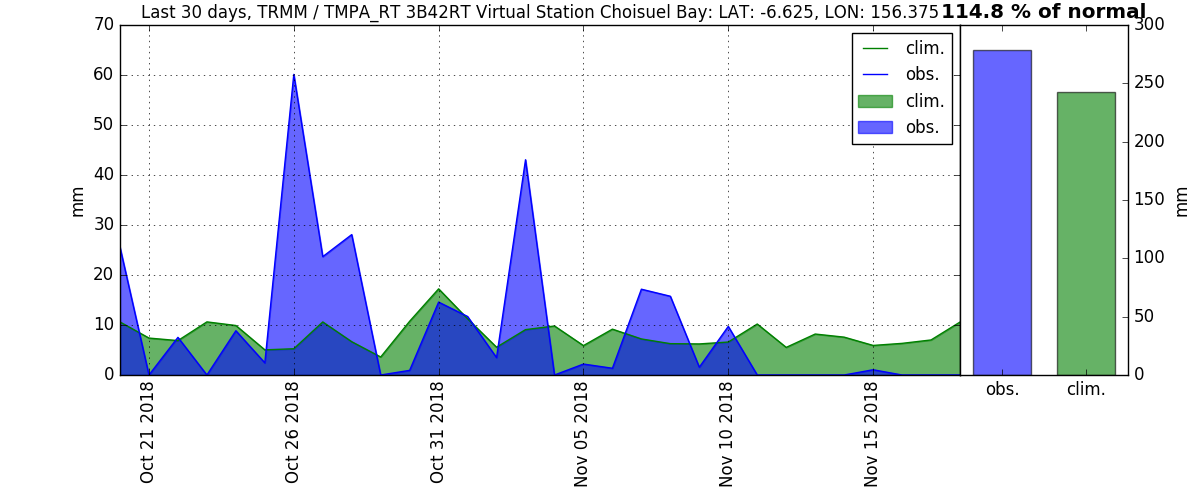 Last 30 days, TRMM / TMPA_RT 3B42RT Virtual Station Choisuel Bay: LAT: -6.625, LON: 156.375
114.8 % of normal
70
60
50
40
30
20
10
0
mm
clim.
obs.
clim.
obs.
Oct 21 2018
Oct 26 2018
Oct 31 2018
Nov 05 2018
Nov 10 2018
Nov 15 2018
300
250
200
150
100
50
0
mm
obs.
clim.